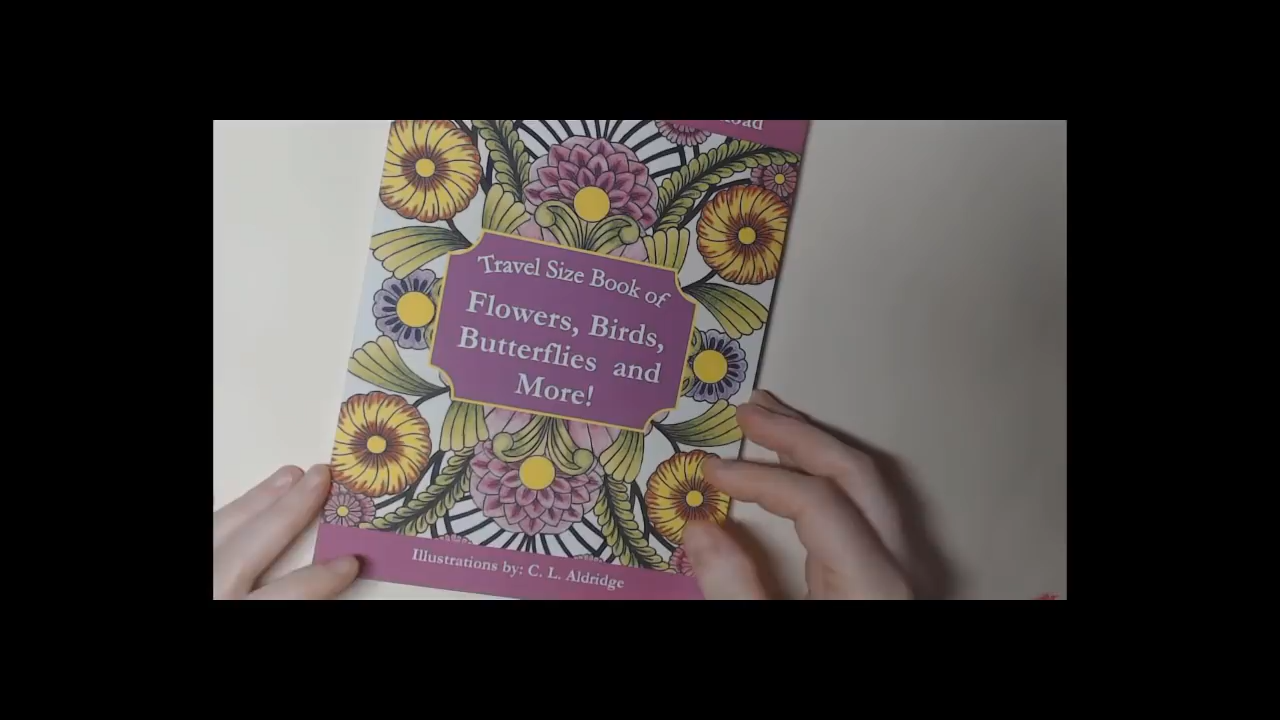 Travel Size Book of
Flowers, Birds,
Butterflies and
More!
Illustrations by: C. L. Aldridge